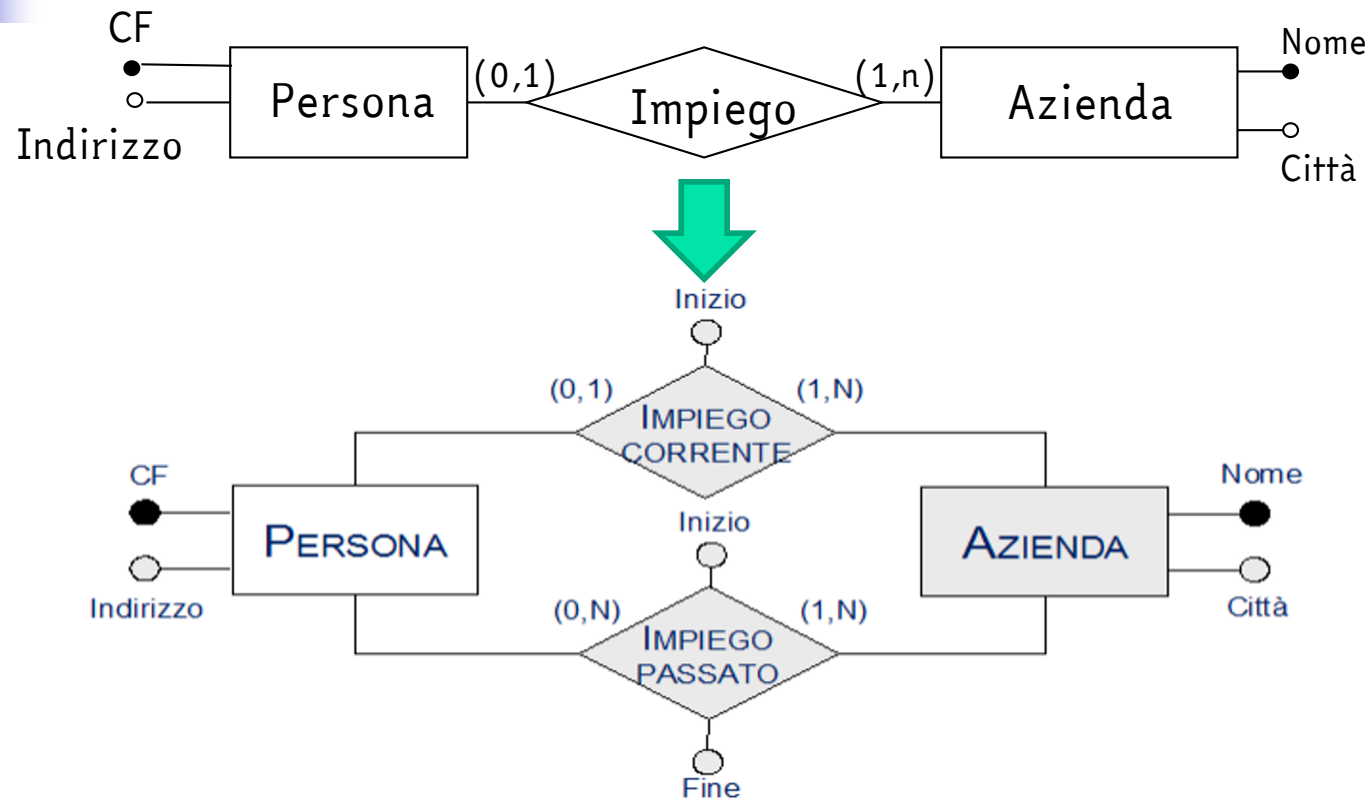 CF
Nome
(0,1)
(1,n)
Persona
Impiego
Azienda
Indirizzo
Città
Inizio
(0,1)
(1,N)
IMPIEGO
CORRENTE
CF
Nome
Inizio
PERSONA
AZIENDA
Indirizzo
(0,N)
(1,N)
Città
IMPIEGO
PASSATO
Fine